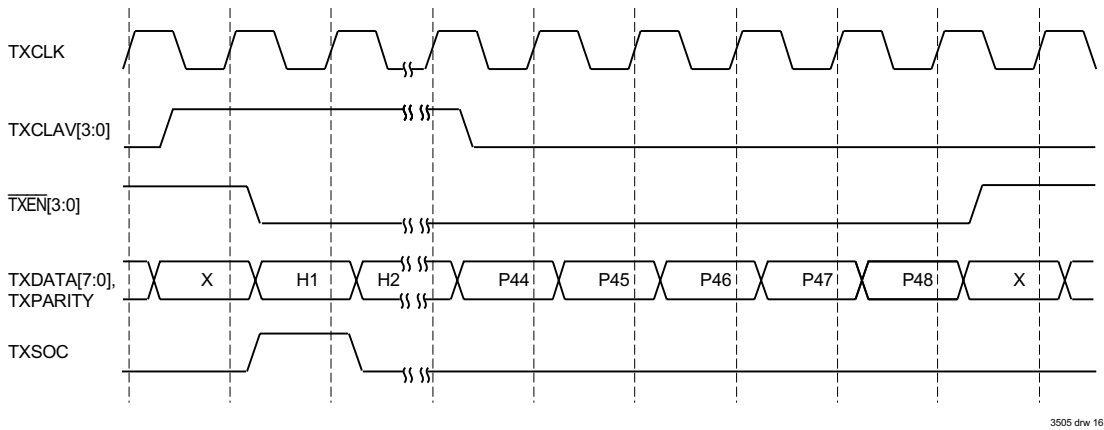 TXCLK
TXCLAV[3:0]
TXEN[3:0]
TXDATA[7:0],
TXPARITY
X H1 H2 P44 P45 P46 P47 P48 X
TXSOC
3505 drw 16